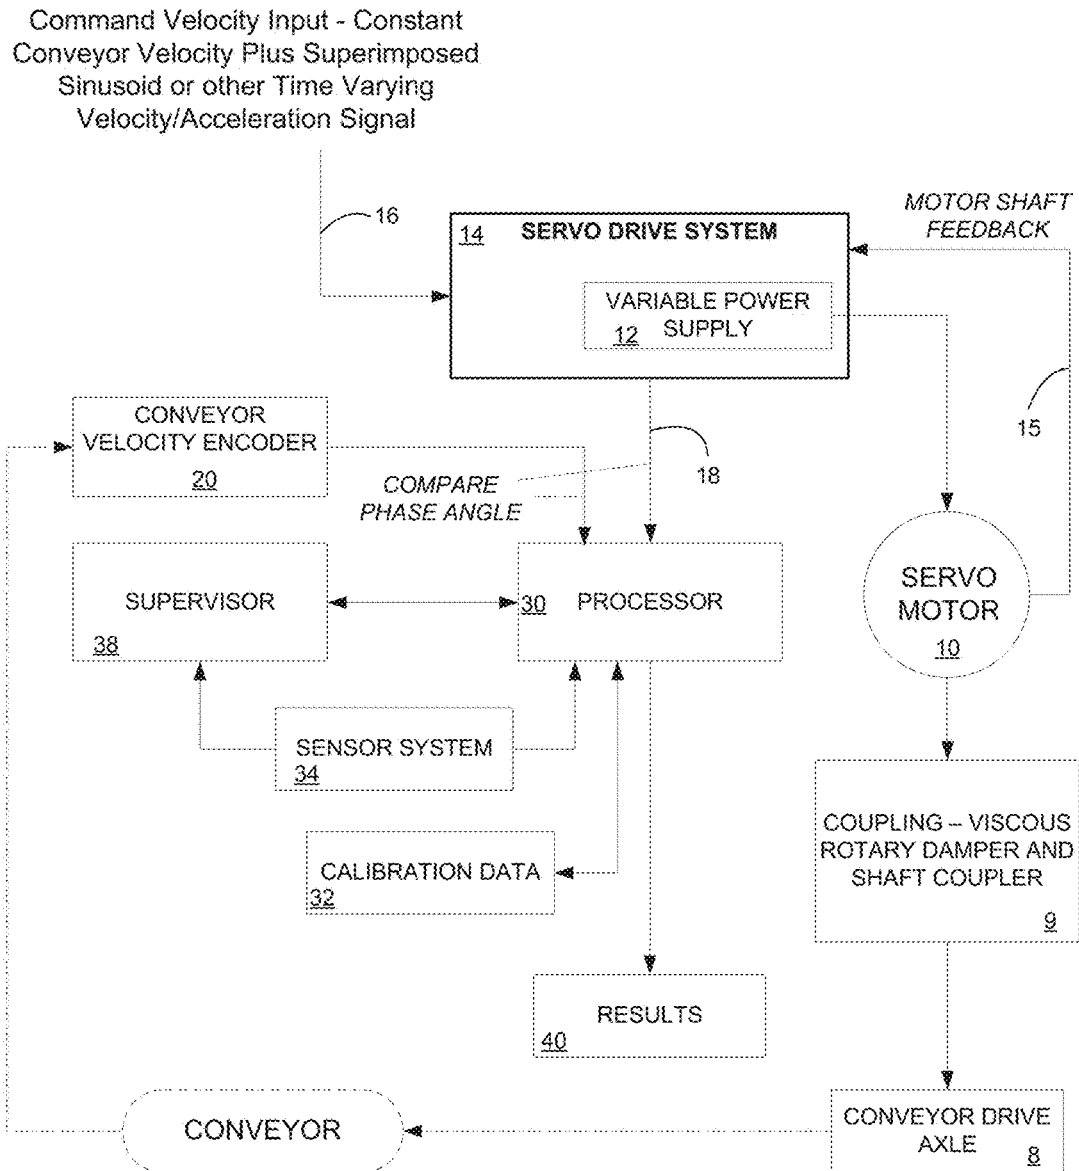 Command Velocity Input - Constant
Conveyor Velocity Plus Superimposed
Sinusoid or other Time Varying
Velocity/Acceleration Signal
16
MOTOR SHAFT
FEEDBACK
14 SERVO DRIVE SYSTEM
VARIABLE POWER
12 SUPPLY
15
CONVEYOR
VELOCITY ENCODER
20
18
COMPARE
PHASE ANGLE
SUPERVISOR
38
30 PROCESSOR
SERVO
MOTOR
10
SENSOR SYSTEM
34
COUPLING – VISCOUS
ROTARY DAMPER AND
SHAFT COUPLER
9
CALIBRATION DATA
32
RESULTS
40
CONVEYOR
CONVEYOR DRIVE
AXLE
8